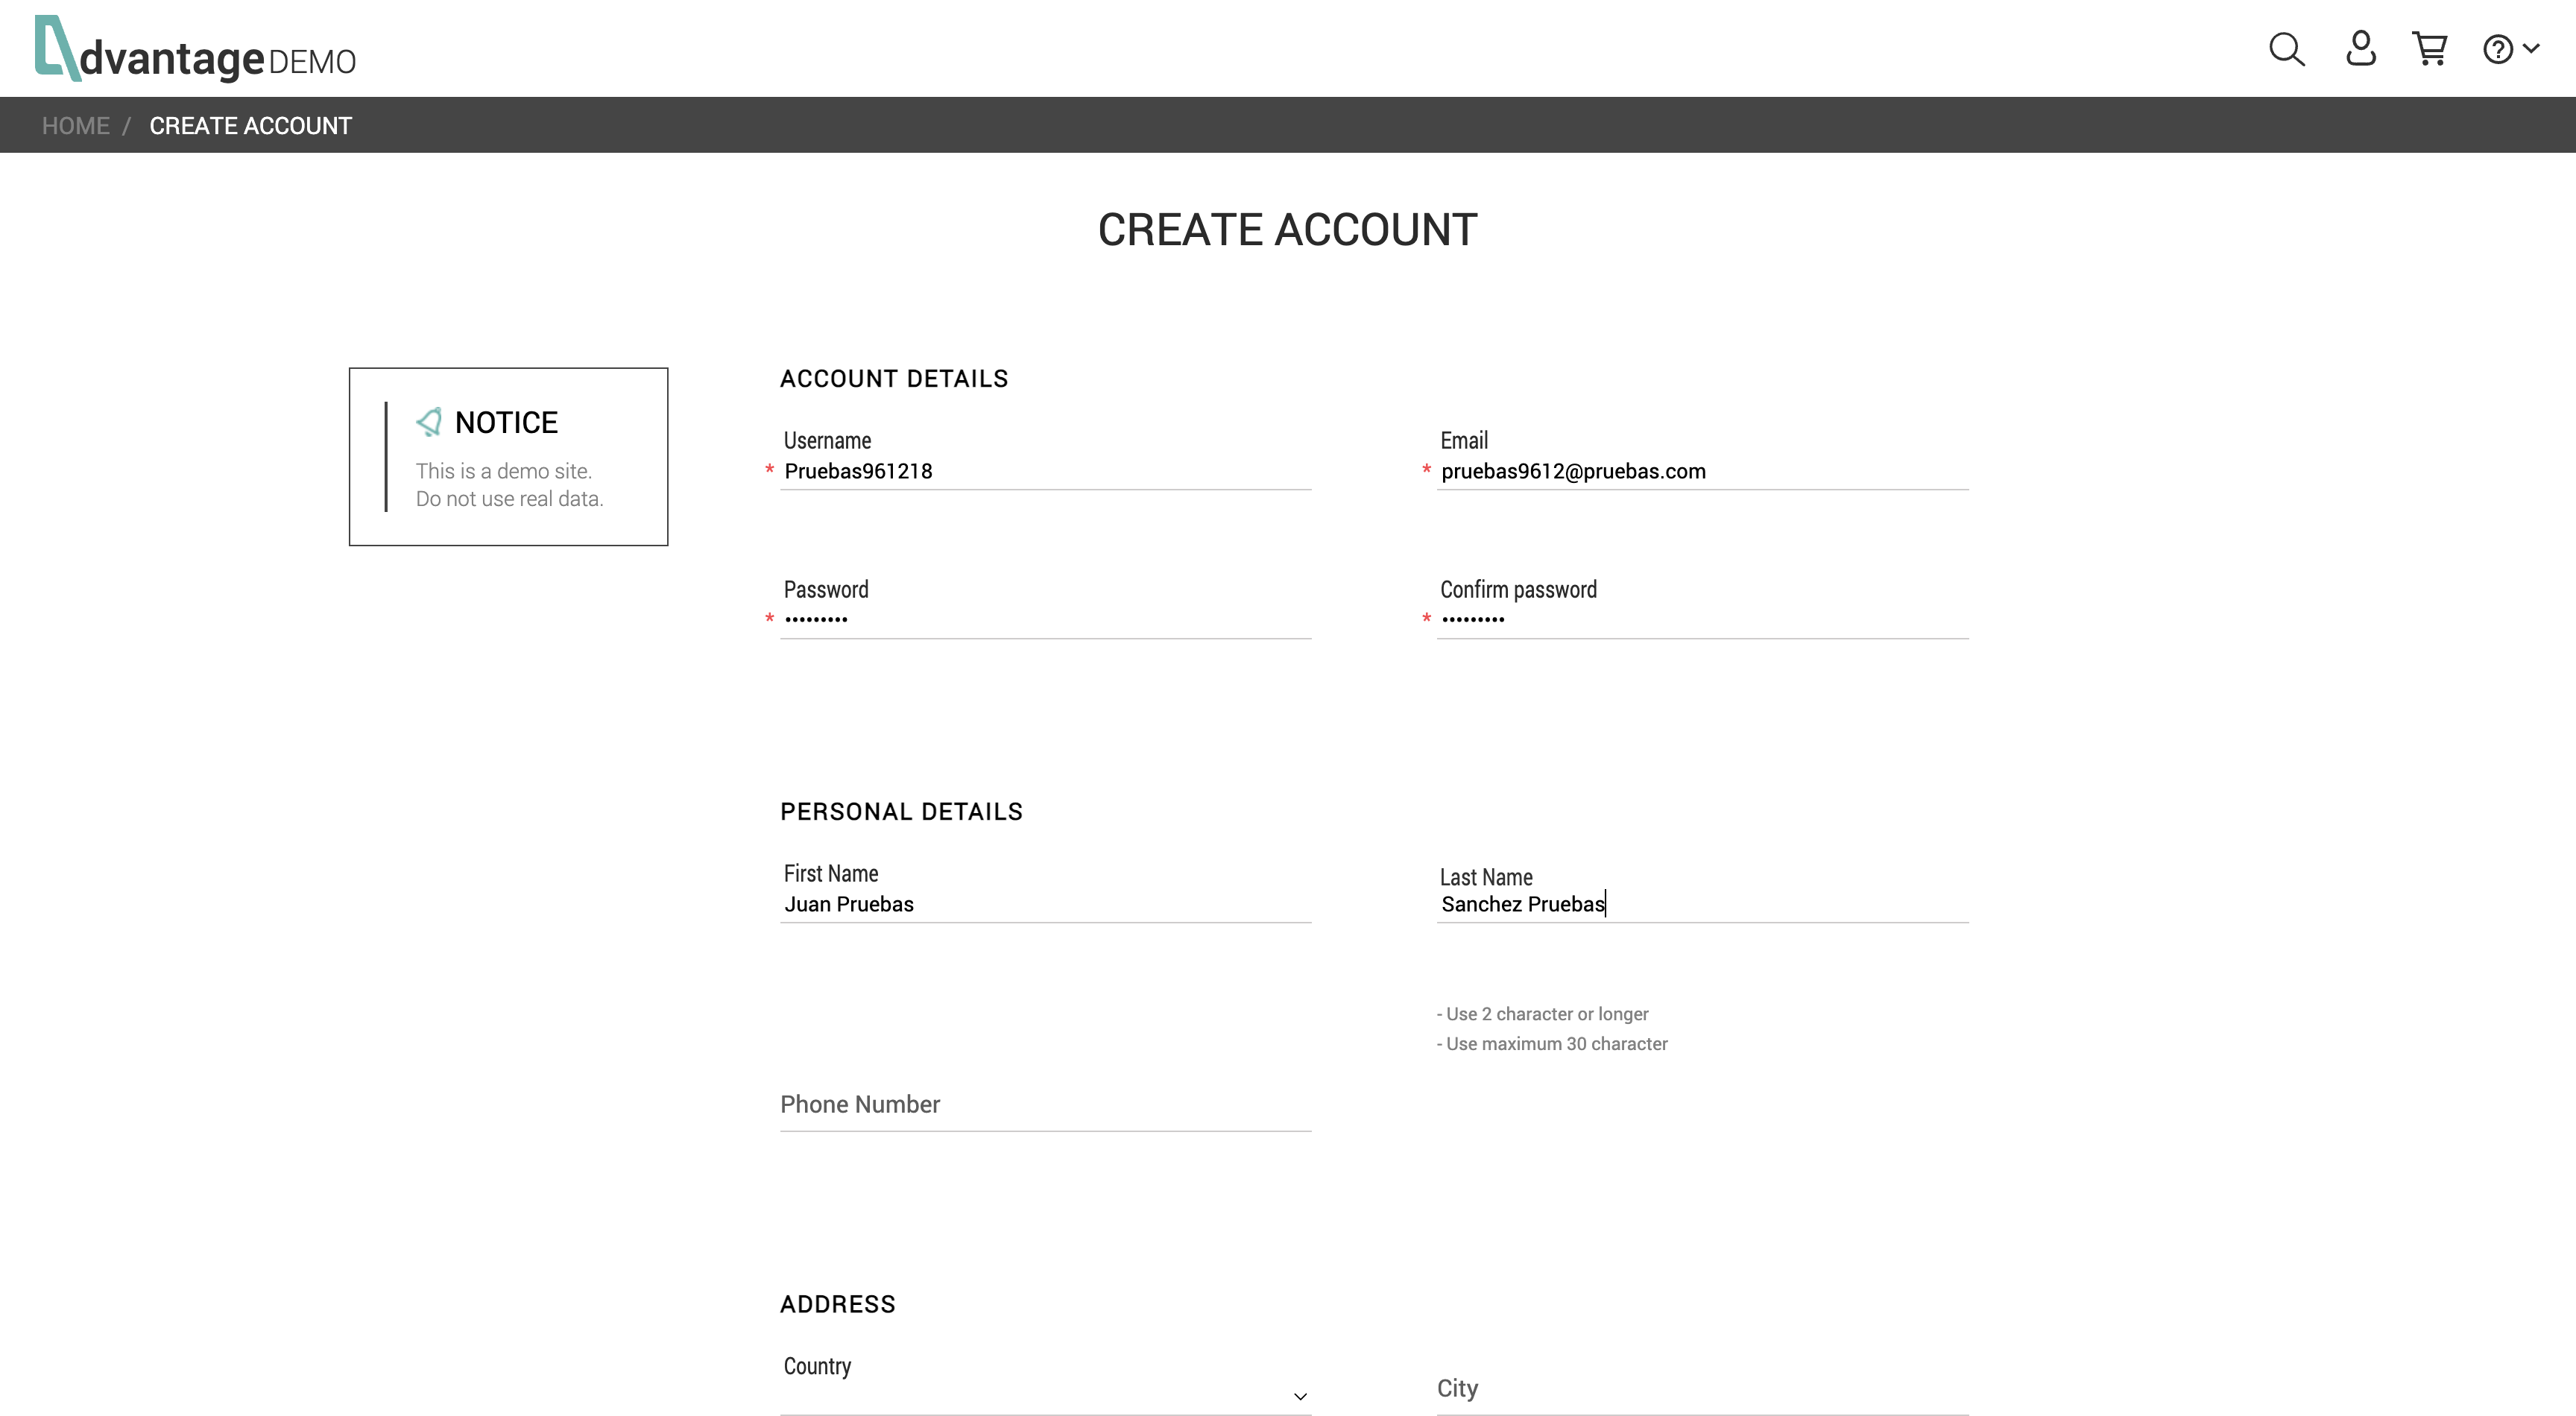 dvantage DEMO
HOME / CREATE ACCOUNT
CREATE ACCOUNT
NOTICE
This is a demo site.
Do not use real data.
ACCOUNT DETAILS
Username
* Pruebas961218
Email
* pruebas9612@pruebas.com
Password
* •••••••••
Confirm password
* •••••••••
PERSONAL DETAILS
First Name
Juan Pruebas
Last Name
Sanchez Pruebas
- Use 2 character or longer
- Use maximum 30 character
Phone Number
ADDRESS
Country
City